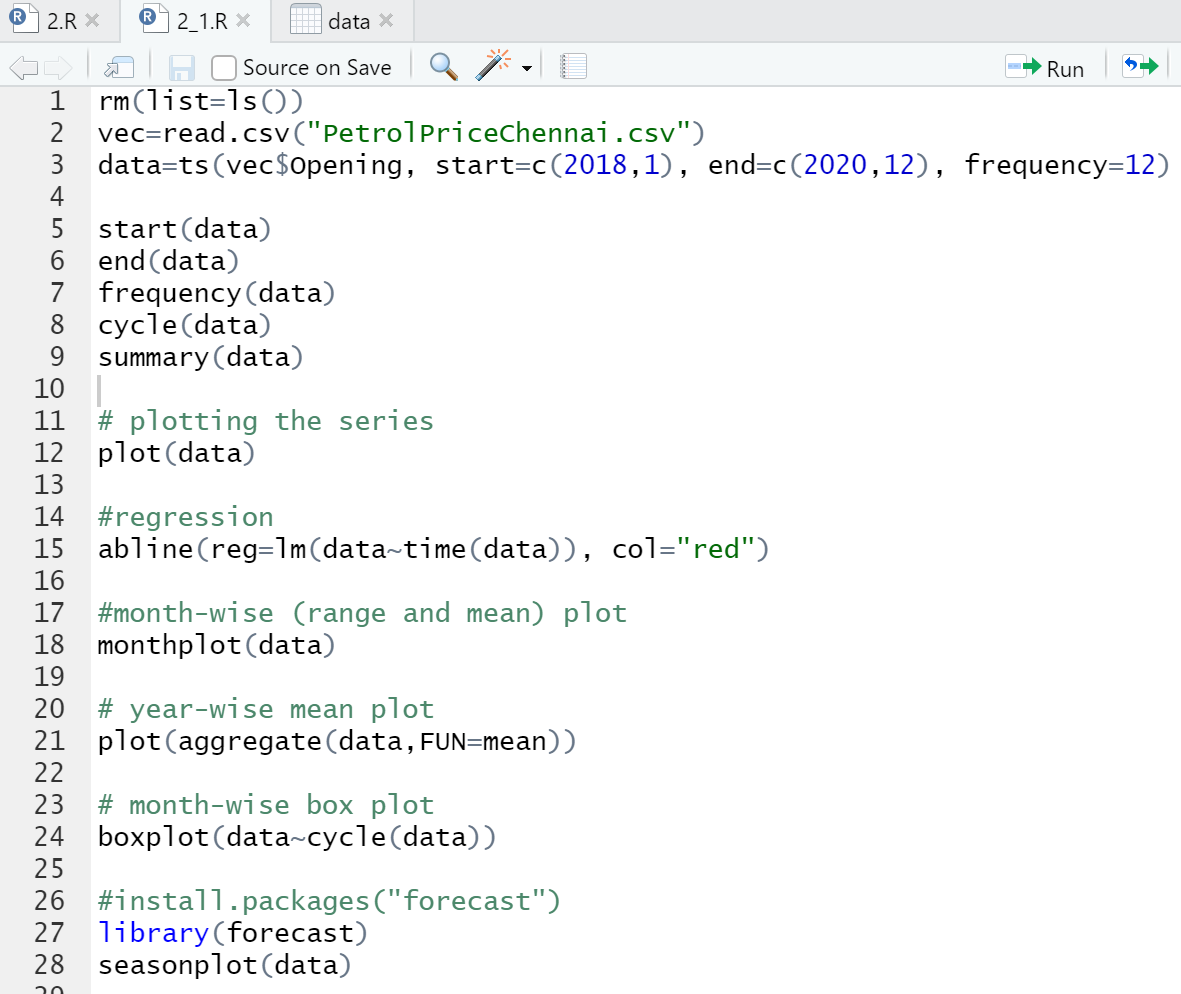 2.R
2_1.R
data
Source on Save
Run
1 rm(list=ls())
2 vec=read.csv("PetrolPriceChennai.csv")
3 data=ts(vec$Opening, start=c(2018,1), end=c(2020,12), frequency=12)
4
5 start(data)
6 end(data)
7 frequency(data)
8 cycle(data)
9 summary(data)
10
11 # plotting the series
12 plot(data)
13
14 #regression
15 abline(reg=lm(data~time(data)), col="red")
16
17 #month-wise (range and mean) plot
18 monthplot(data)
19
20 # year-wise mean plot
21 plot(aggregate(data,FUN=mean))
22
23 # month-wise box plot
24 boxplot(data~cycle(data))
25
26 #install.packages("forecast")
27 library(forecast)
28 seasonplot(data)